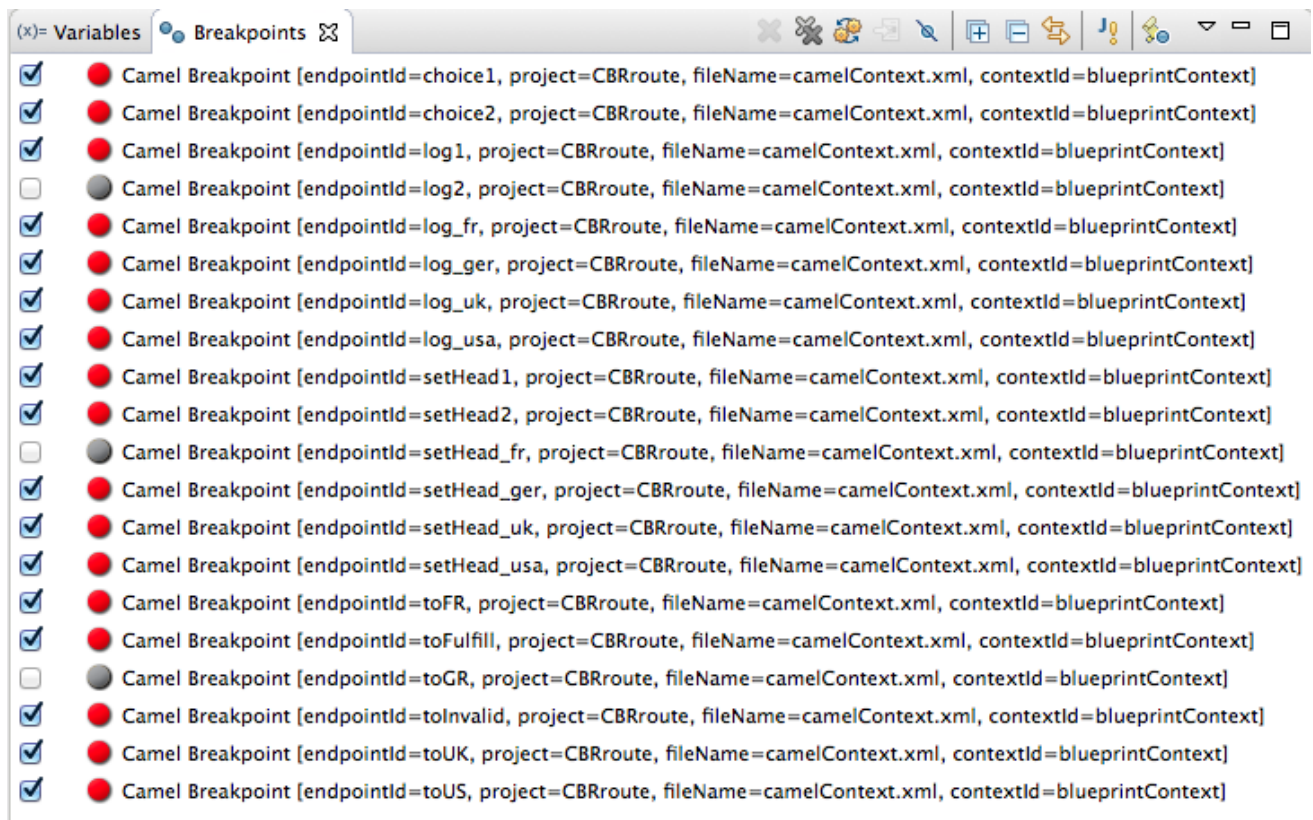 (x)= Variables Breakpoints
Camel Breakpoint [endpointId=choice1, project=CBRroute, fileName=camelContext.xml, contextId=blueprintContext]
Camel Breakpoint [endpointId=choice2, project=CBRroute, fileName=camelContext.xml, contextId=blueprintContext]
Camel Breakpoint [endpointId=log1, project=CBRroute, fileName=camelContext.xml, contextId=blueprintContext]
Camel Breakpoint [endpointId=log2, project=CBRroute, fileName=camelContext.xml, contextId=blueprintContext]
Camel Breakpoint [endpointId=log_fr, project=CBRroute, fileName=camelContext.xml, contextId=blueprintContext]
Camel Breakpoint [endpointId=log_ger, project=CBRroute, fileName=camelContext.xml, contextId=blueprintContext]
Camel Breakpoint [endpointId=log_uk, project=CBRroute, fileName=camelContext.xml, contextId=blueprintContext]
Camel Breakpoint [endpointId=log_usa, project=CBRroute, fileName=camelContext.xml, contextId=blueprintContext]
Camel Breakpoint [endpointId=setHead1, project=CBRroute, fileName=camelContext.xml, contextId=blueprintContext]
Camel Breakpoint [endpointId=setHead2, project=CBRroute, fileName=camelContext.xml, contextId=blueprintContext]
Camel Breakpoint [endpointId=setHead_fr, project=CBRroute, fileName=camelContext.xml, contextId=blueprintContext]
Camel Breakpoint [endpointId=setHead_ger, project=CBRroute, fileName=camelContext.xml, contextId=blueprintContext]
Camel Breakpoint [endpointId=setHead_uk, project=CBRroute, fileName=camelContext.xml, contextId=blueprintContext]
Camel Breakpoint [endpointId=setHead_usa, project=CBRroute, fileName=camelContext.xml, contextId=blueprintContext]
Camel Breakpoint [endpointId=toFR, project=CBRroute, fileName=camelContext.xml, contextId=blueprintContext]
Camel Breakpoint [endpointId=toFulfill, project=CBRroute, fileName=camelContext.xml, contextId=blueprintContext]
Camel Breakpoint [endpointId=toGR, project=CBRroute, fileName=camelContext.xml, contextId=blueprintContext]
Camel Breakpoint [endpointId=toInvalid, project=CBRroute, fileName=camelContext.xml, contextId=blueprintContext]
Camel Breakpoint [endpointId=toUK, project=CBRroute, fileName=camelContext.xml, contextId=blueprintContext]
Camel Breakpoint [endpointId=toUS, project=CBRroute, fileName=camelContext.xml, contextId=blueprintContext]